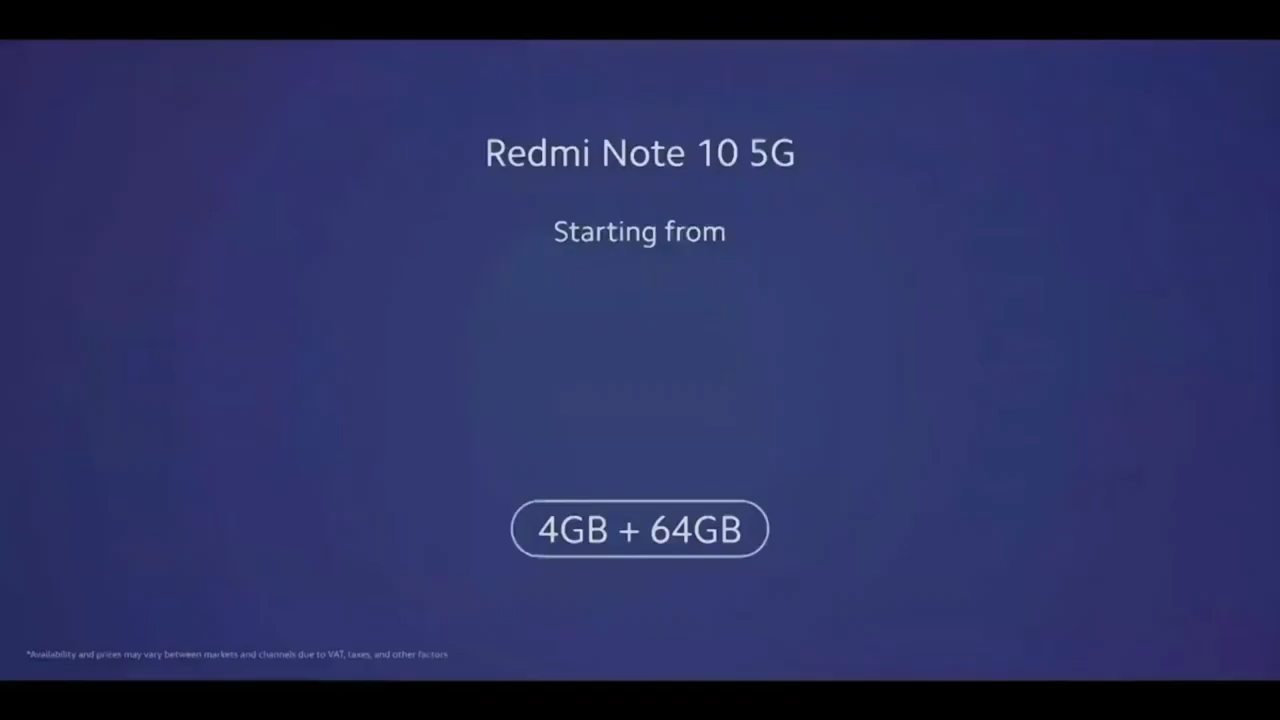 Redmi Note 10 5G
Starting from
4GB + 64GB
*Availability and prices may vary between markets and channels due to VAT, taxes, and other factors